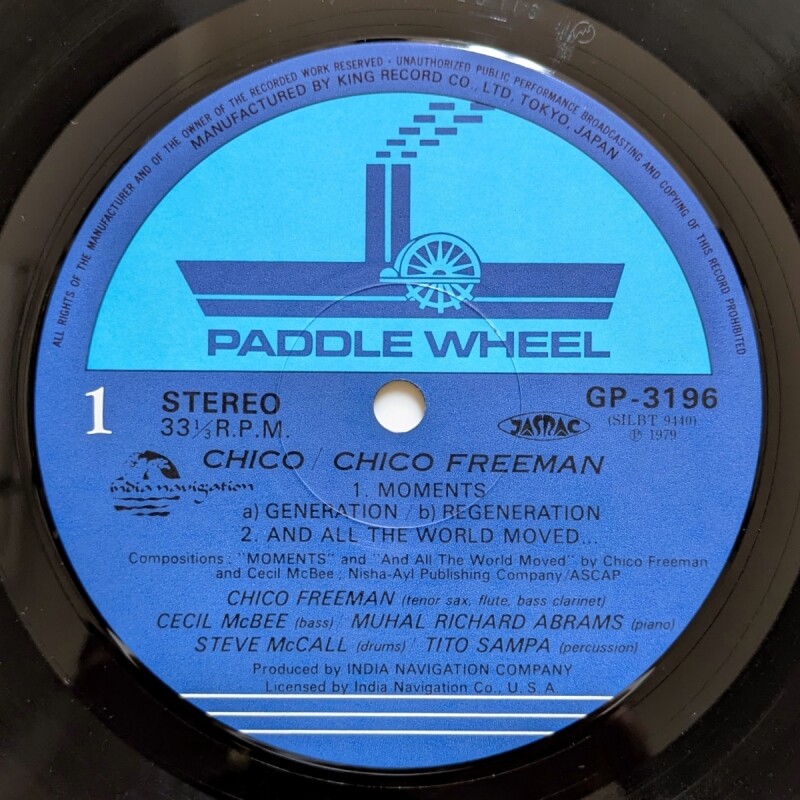 ALL RIGHTS OF THE MANUFACTURER AND OF THE OWNER OF THE RECORDED WORK RESERVED · UNAUTHORIZED PUBLIC PERFORMANCE BROADCASTING AND COPYING OF THIS RECORD PROHIBITED
MANUFACTURED BY KING RECORD CO., LTD, TOKYO, JAPAN
PADDLE WHEEL
1 STEREO
33⅓ R.P.M.
JASRAC
GP-3196
(SILBT 9440)
Ⓟ 1979
CHICO / CHICO FREEMAN
india navigation
1. MOMENTS
a) GENERATION / b) REGENERATION
2. AND ALL THE WORLD MOVED...
Compositions : "MOMENTS" and "And All The World Moved" by Chico Freeman
and Cecil McBee ; Nisha-Ayl Publishing Company/ASCAP
CHICO FREEMAN (tenor sax, flute, bass clarinet)
CECIL McBEE (bass) / MUHAL RICHARD ABRAMS (piano)
STEVE McCALL (drums) / TITO SAMPA (percussion)
Produced by INDIA NAVIGATION COMPANY
Licensed by India Navigation Co., U. S. A.